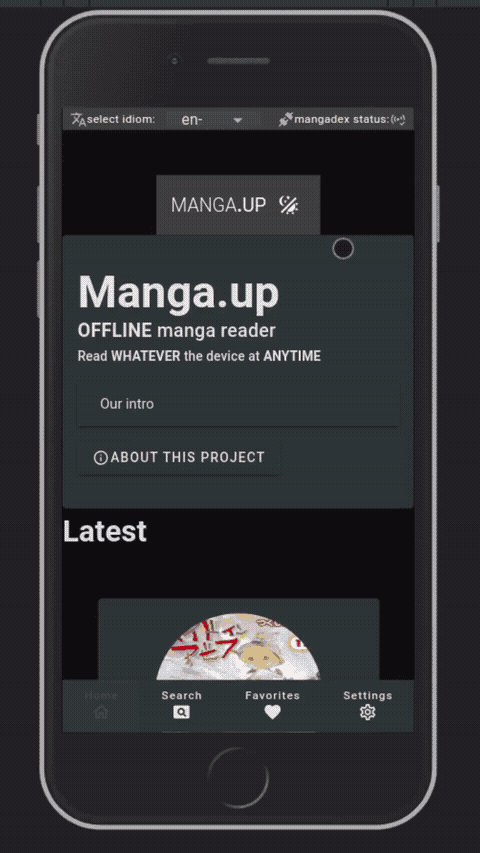 select idiom: en- mangadex status:
MANGA.UP
Manga.up
OFFLINE manga reader
Read WHATEVER the device at ANYTIME
Our intro
ABOUT THIS PROJECT
Latest
Home Search Favorites Settings